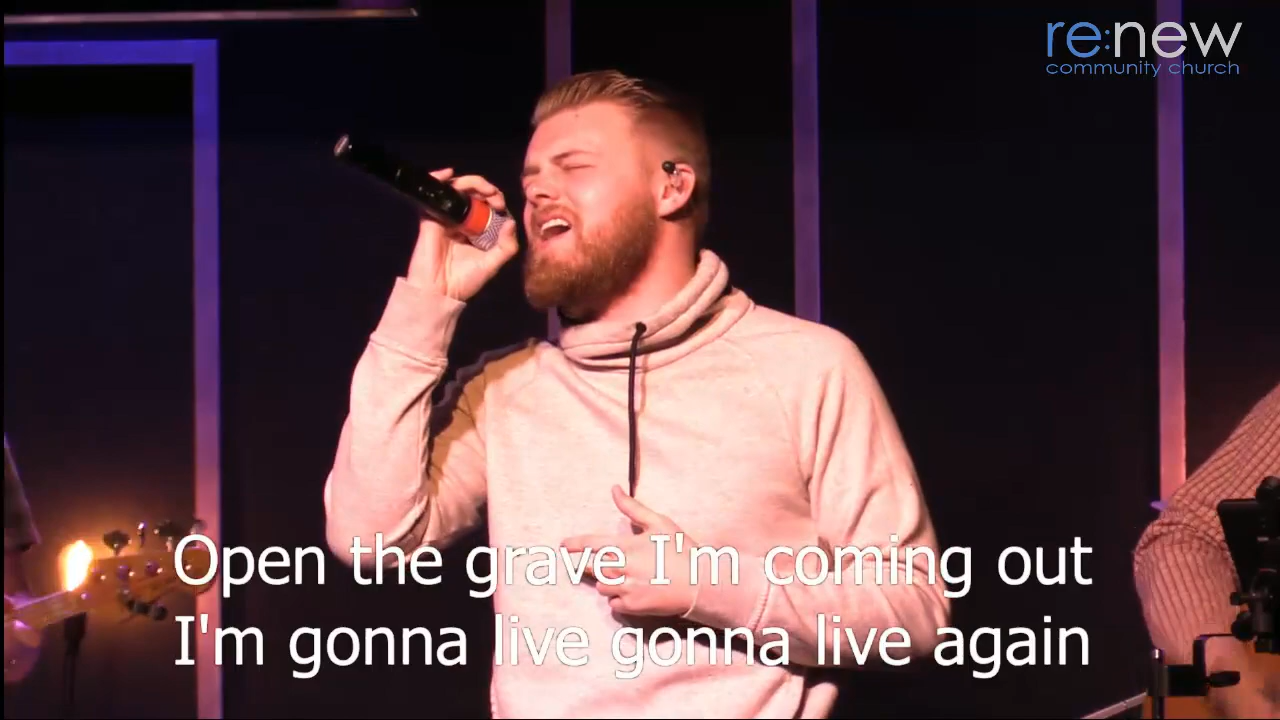 re:new
community church
Open the grave I'm coming out
I'm gonna live gonna live again